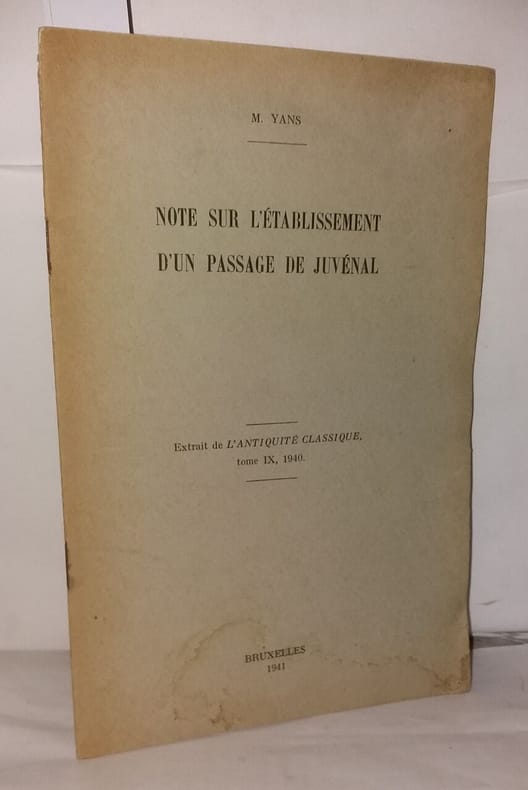 M. YANS
NOTE SUR L'ÉTABLISSEMENT
D'UN PASSAGE DE JUVÉNAL
Extrait de L'ANTIQUITÉ CLASSIQUE,
tome IX, 1940.
BRUXELLES
1941